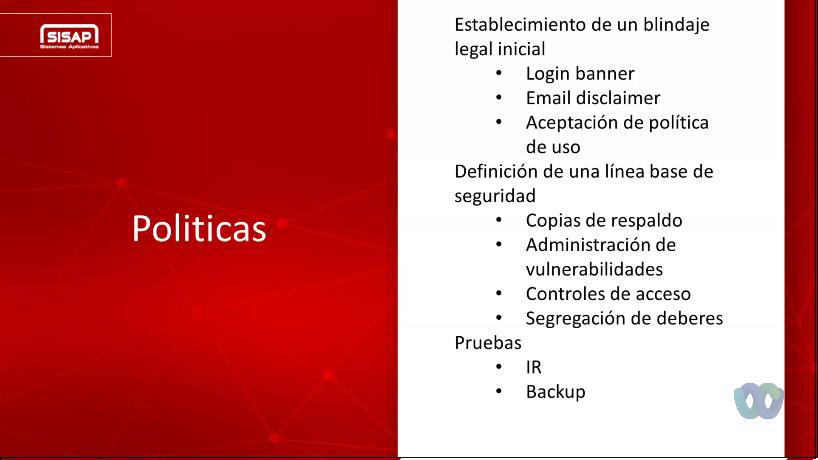 SISAP
Sistemas Aplicativos
Politicas
Establecimiento de un blindaje
legal inicial
• Login banner
• Email disclaimer
• Aceptación de política
de uso
Definición de una línea base de
seguridad
• Copias de respaldo
• Administración de
vulnerabilidades
• Controles de acceso
• Segregación de deberes
Pruebas
• IR
• Backup